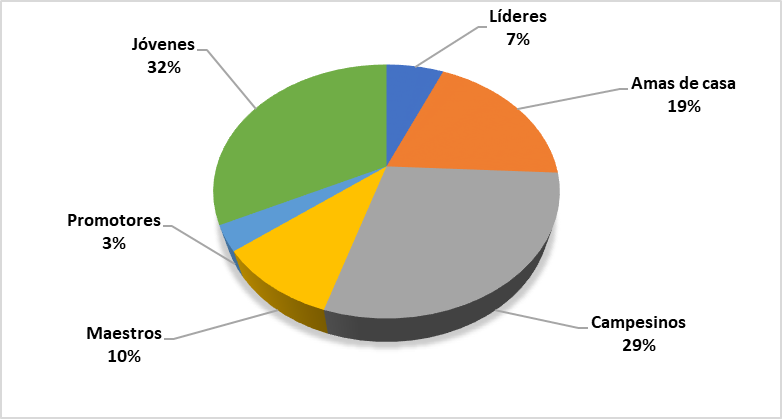 Líderes
7%
Amas de casa
19%
Campesinos
29%
Maestros
10%
Promotores
3%
Jóvenes
32%